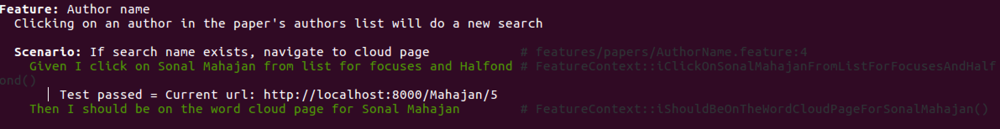 Feature: Author name
Clicking on an author in the paper's authors list will do a new search
Scenario: If search name exists, navigate to cloud page # features/papers/AuthorName.feature:4
Given I click on Sonal Mahajan from list for focuses and Halfond # FeatureContext::iClickOnSonalMahajanFromListForFocusesAndHalf
ond()
│ Test passed = Current url: http://localhost:8000/Mahajan/5
Then I should be on the word cloud page for Sonal Mahajan # FeatureContext::iShouldBeOnTheWordCloudPageForSonalMahajan()